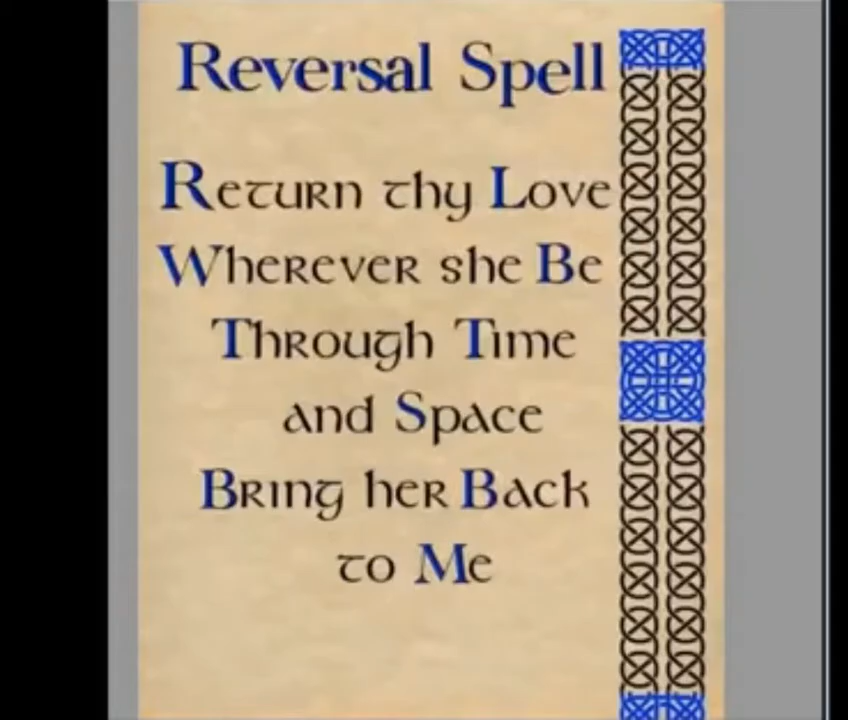 Reversal Spell
Return thy Love
Wherever she Be
Through Time
and Space
Bring her Back
to Me